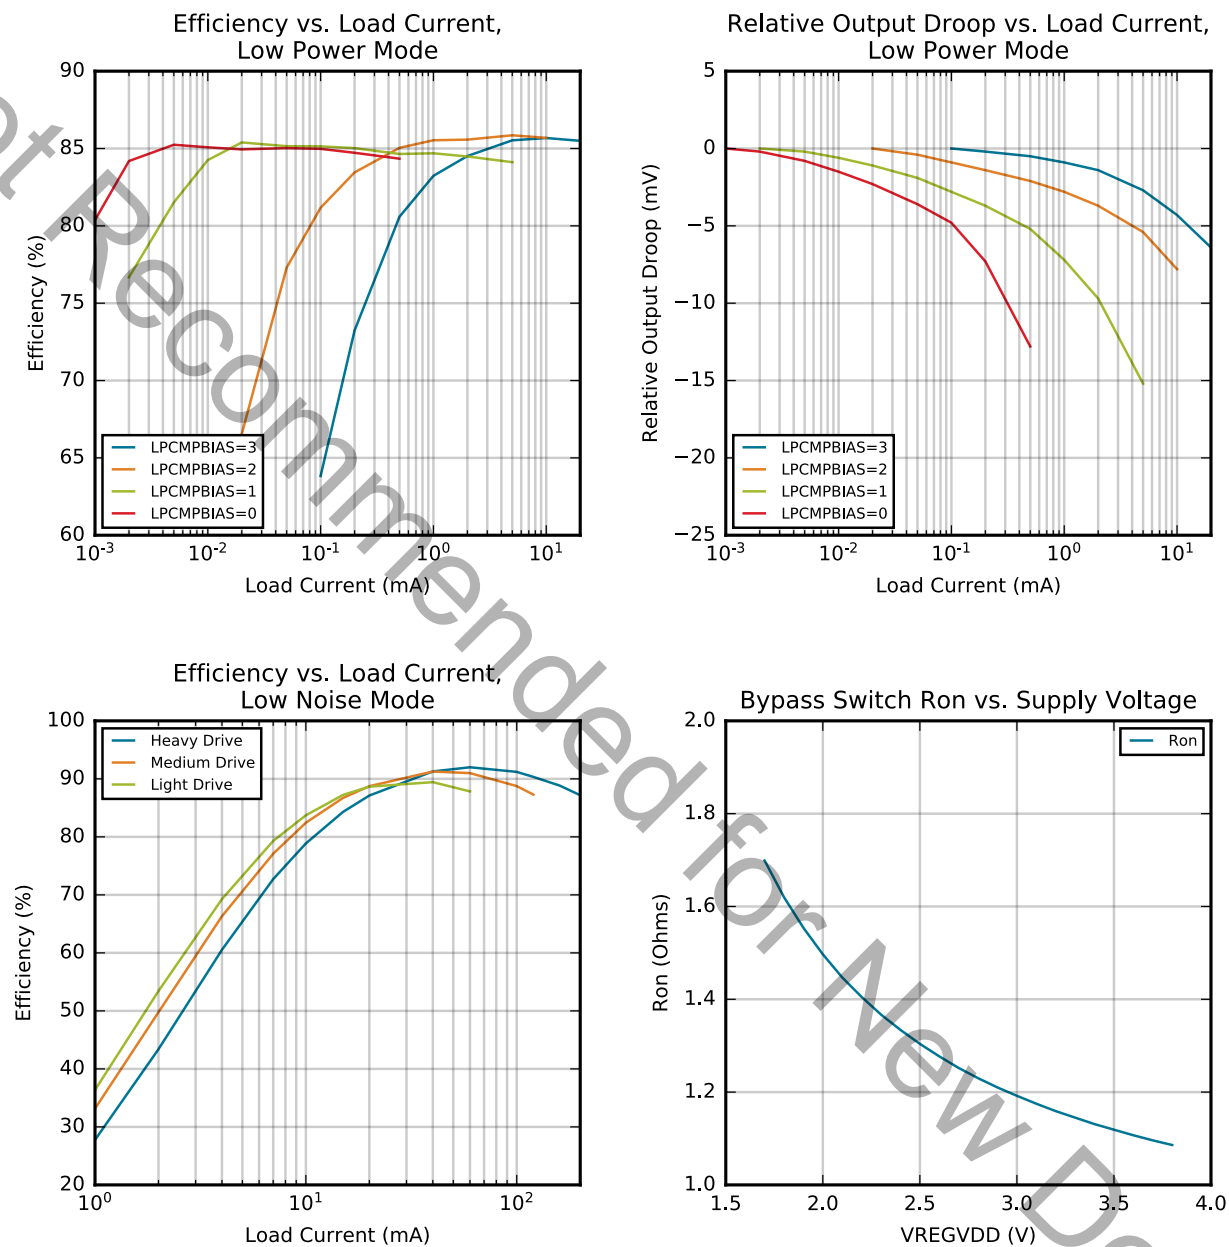 Efficiency vs. Load Current,
Low Power Mode
90
85
80
75
70
65
60
Efficiency (%)
LPCMPBIAS=3
LPCMPBIAS=2
LPCMPBIAS=1
LPCMPBIAS=0
10⁻³ 10⁻² 10⁻¹ 10⁰ 10¹
Load Current (mA)
Relative Output Droop vs. Load Current,
Low Power Mode
5
0
−5
−10
−15
−20
−25
Relative Output Droop (mV)
LPCMPBIAS=3
LPCMPBIAS=2
LPCMPBIAS=1
LPCMPBIAS=0
10⁻³ 10⁻² 10⁻¹ 10⁰ 10¹
Load Current (mA)
Efficiency vs. Load Current,
Low Noise Mode
100
90
80
70
60
50
40
30
20
Efficiency (%)
Heavy Drive
Medium Drive
Light Drive
10⁰ 10¹ 10²
Load Current (mA)
Bypass Switch Ron vs. Supply Voltage
2.0
1.8
1.6
1.4
1.2
1.0
Ron (Ohms)
Ron
1.5 2.0 2.5 3.0 3.5 4.0
VREGVDD (V)
Recommended for New